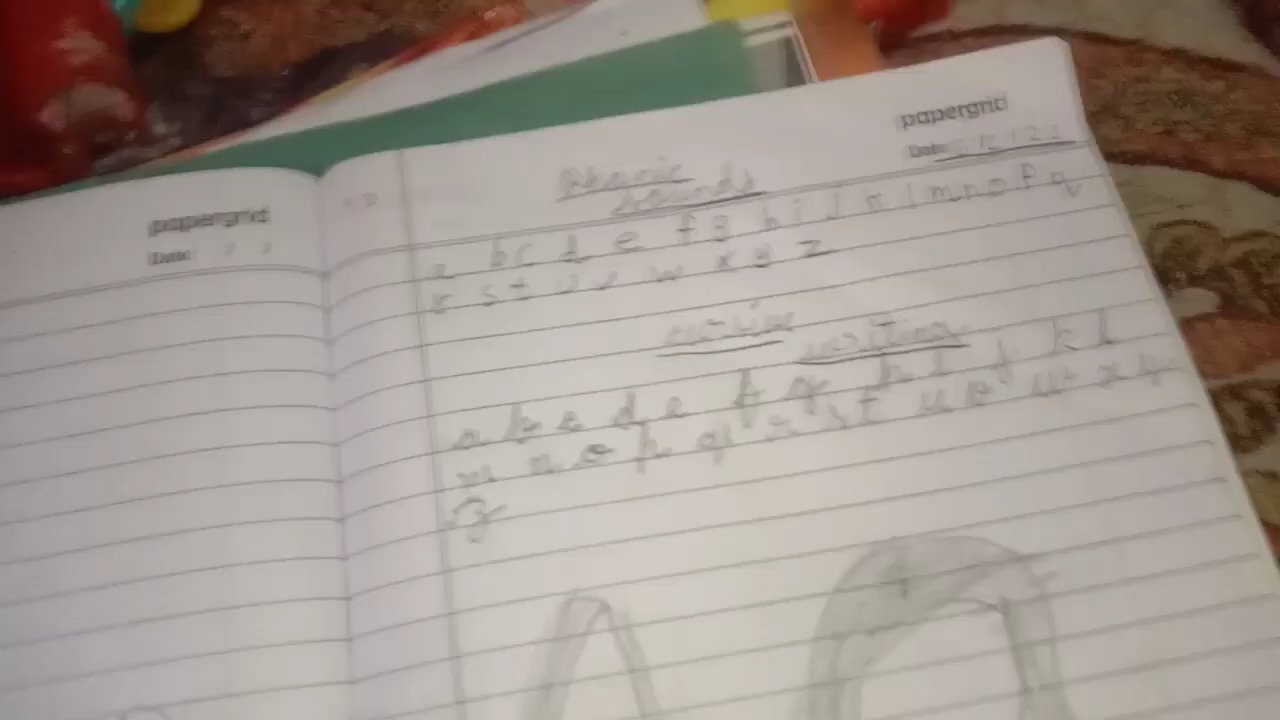 papergrid
Date:
papergrid
Date:
Phonic
Sounds
a b c d e f g h i j k l m n o p q
r s t u v w x y z
cursive
writing
a b c d e f g h i j k l
m n o p q r s t u v w x y
z